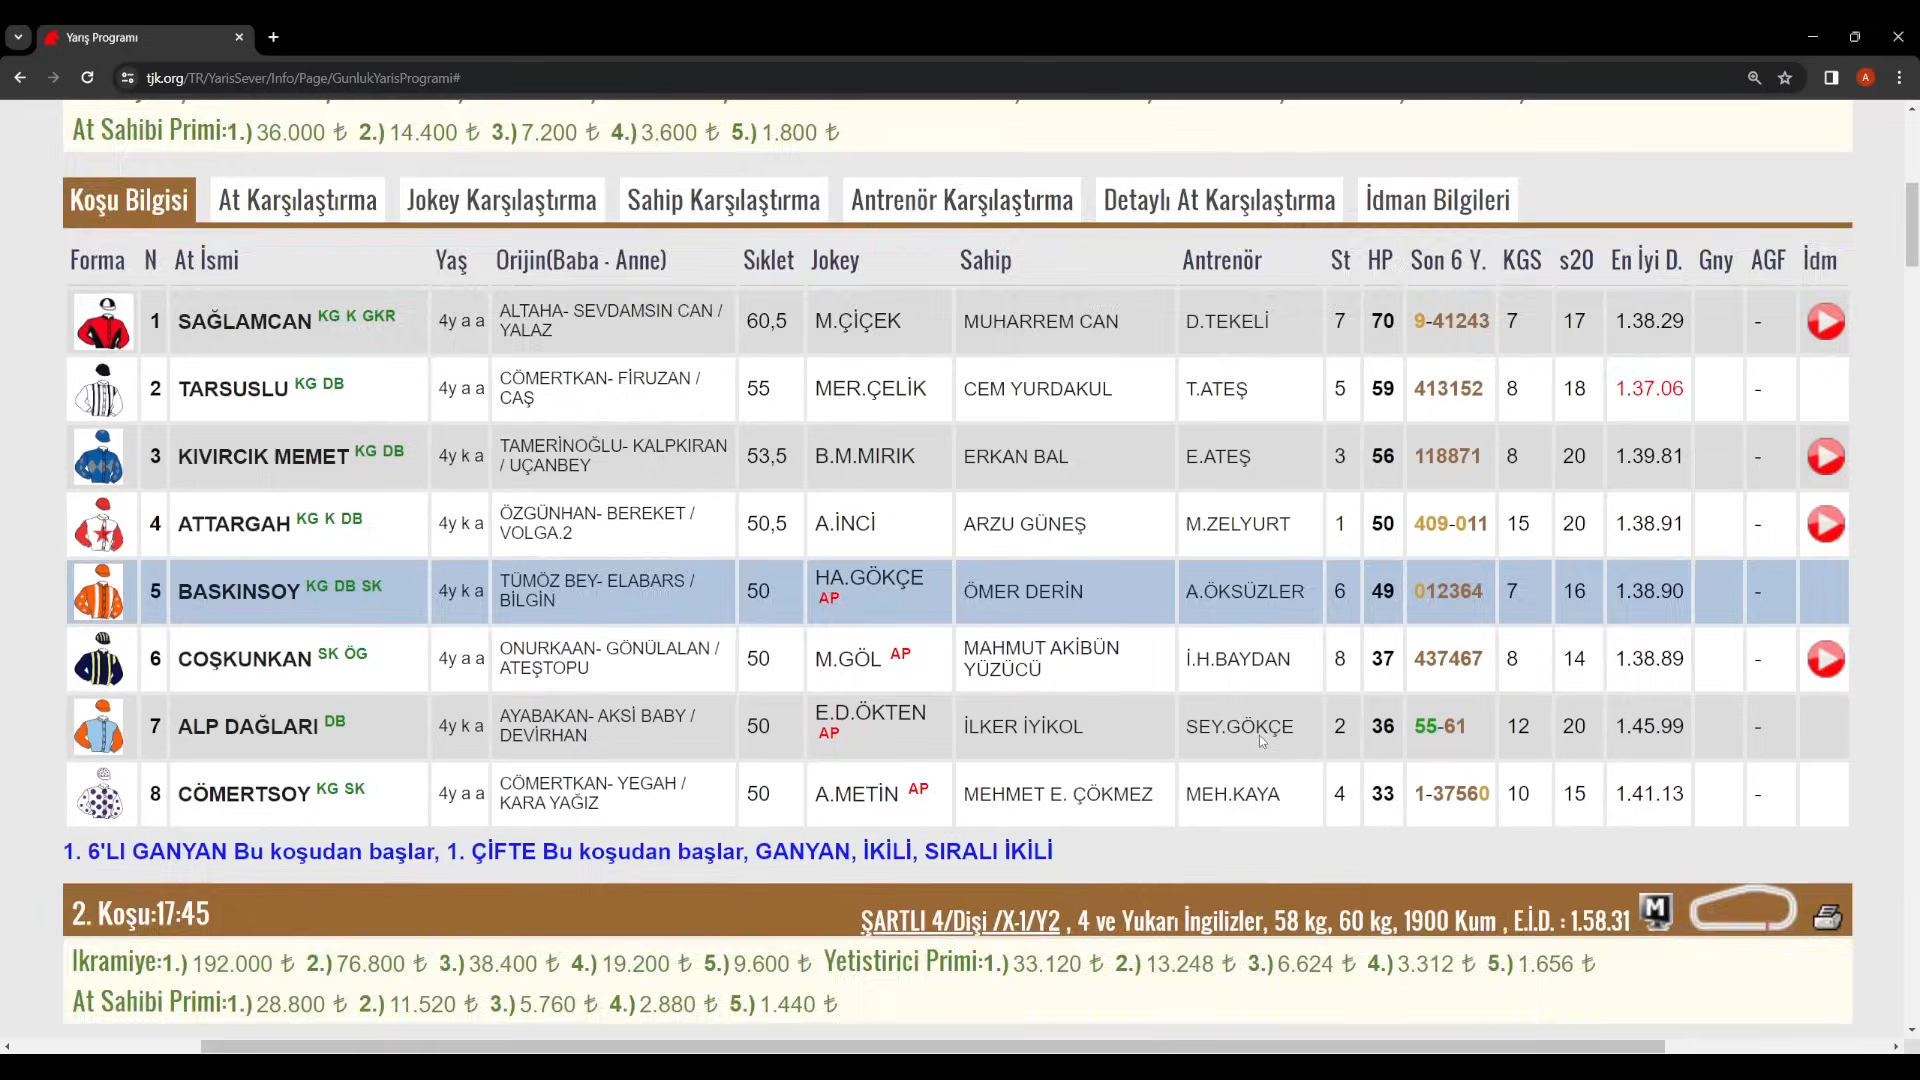 Yarış Programı
tjk.org/TR/YarisSever/Info/Page/GunlukYarisProgrami#
A
At Sahibi Primi:1.) 36.000 ₺ 2.) 14.400 ₺ 3.) 7.200 ₺ 4.) 3.600 ₺ 5.) 1.800 ₺
Koşu Bilgisi At Karşılaştırma Jokey Karşılaştırma Sahip Karşılaştırma Antrenör Karşılaştırma Detaylı At Karşılaştırma İdman Bilgileri
Forma N At İsmi Yaş Orijin(Baba - Anne) Sıklet Jokey Sahip Antrenör St HP Son 6 Y. KGS s20 En İyi D. Gny AGF İdm
1 SAĞLAMCAN KG K GKR 4y a a ALTAHA- SEVDAMSIN CAN / YALAZ 60,5 M.ÇİÇEK MUHARREM CAN D.TEKELİ 7 70 9-41243 7 17 1.38.29 -
2 TARSUSLU KG DB 4y a a CÖMERTKAN- FİRUZAN / CAŞ 55 MER.ÇELİK CEM YURDAKUL T.ATEŞ 5 59 413152 8 18 1.37.06 -
3 KIVIRCIK MEMET KG DB 4y k a TAMERİNOĞLU- KALPKIRAN / UÇANBEY 53,5 B.M.MIRIK ERKAN BAL E.ATEŞ 3 56 118871 8 20 1.39.81 -
4 ATTARGAH KG K DB 4y k a ÖZGÜNHAN- BEREKET / VOLGA.2 50,5 A.İNCİ ARZU GÜNEŞ M.ZELYURT 1 50 409-011 15 20 1.38.91 -
5 BASKINSOY KG DB SK 4y k a TÜMÖZ BEY- ELABARS / BİLGİN 50 HA.GÖKÇE AP ÖMER DERİN A.ÖKSÜZLER 6 49 012364 7 16 1.38.90 -
6 COŞKUNKAN SK ÖG 4y a a ONURKAAN- GÖNÜLALAN / ATEŞTOPU 50 M.GÖL AP MAHMUT AKİBÜN YÜZÜCÜ İ.H.BAYDAN 8 37 437467 8 14 1.38.89 -
7 ALP DAĞLARI DB 4y k a AYABAKAN- AKSİ BABY / DEVİRHAN 50 E.D.ÖKTEN AP İLKER İYİKOL SEY.GÖKÇE 2 36 55-61 12 20 1.45.99 -
8 CÖMERTSOY KG SK 4y a a CÖMERTKAN- YEGAH / KARA YAĞIZ 50 A.METİN AP MEHMET E. ÇÖKMEZ MEH.KAYA 4 33 1-37560 10 15 1.41.13 -
1. 6'LI GANYAN Bu koşudan başlar, 1. ÇİFTE Bu koşudan başlar, GANYAN, İKİLİ, SIRALI İKİLİ
2. Koşu:17:45 ŞARTLI 4/Dişi /X-1/Y2 , 4 ve Yukarı İngilizler, 58 kg, 60 kg, 1900 Kum , E.İ.D. : 1.58.31 M
Ikramiye:1.) 192.000 ₺ 2.) 76.800 ₺ 3.) 38.400 ₺ 4.) 19.200 ₺ 5.) 9.600 ₺ Yetistirici Primi:1.) 33.120 ₺ 2.) 13.248 ₺ 3.) 6.624 ₺ 4.) 3.312 ₺ 5.) 1.656 ₺
At Sahibi Primi:1.) 28.800 ₺ 2.) 11.520 ₺ 3.) 5.760 ₺ 4.) 2.880 ₺ 5.) 1.440 ₺